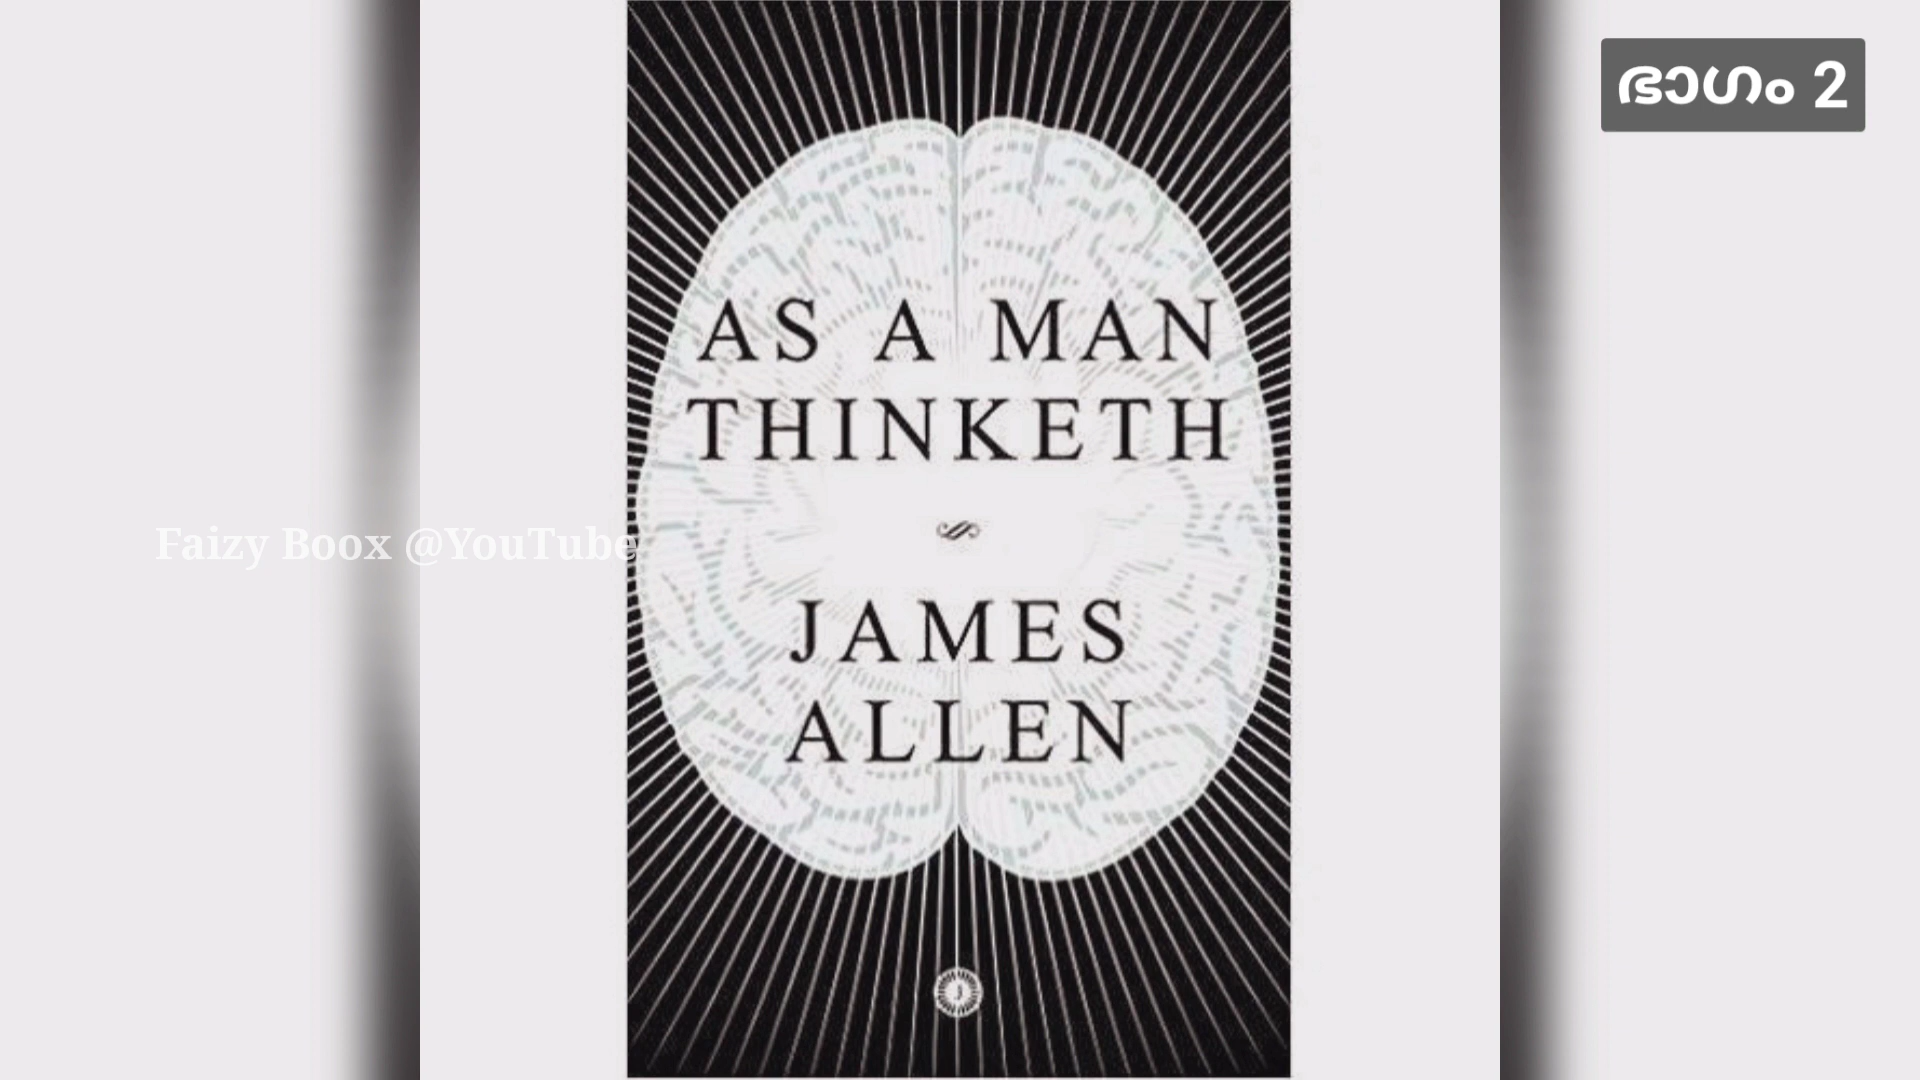 ഭാഗം 2
AS A MAN
THINKETH
Faizy Boox @YouTube
JAMES
ALLEN